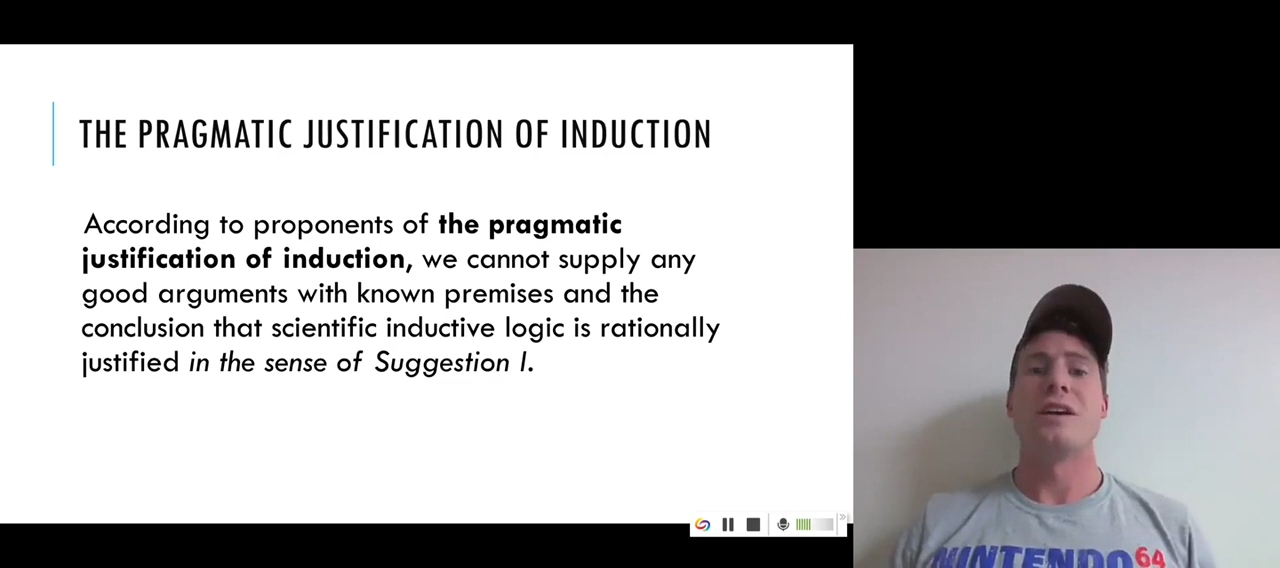 THE PRAGMATIC JUSTIFICATION OF INDUCTION
According to proponents of the pragmatic
justification of induction, we cannot supply any
good arguments with known premises and the
conclusion that scientific inductive logic is rationally
justified in the sense of Suggestion I.
NINTENDO 64